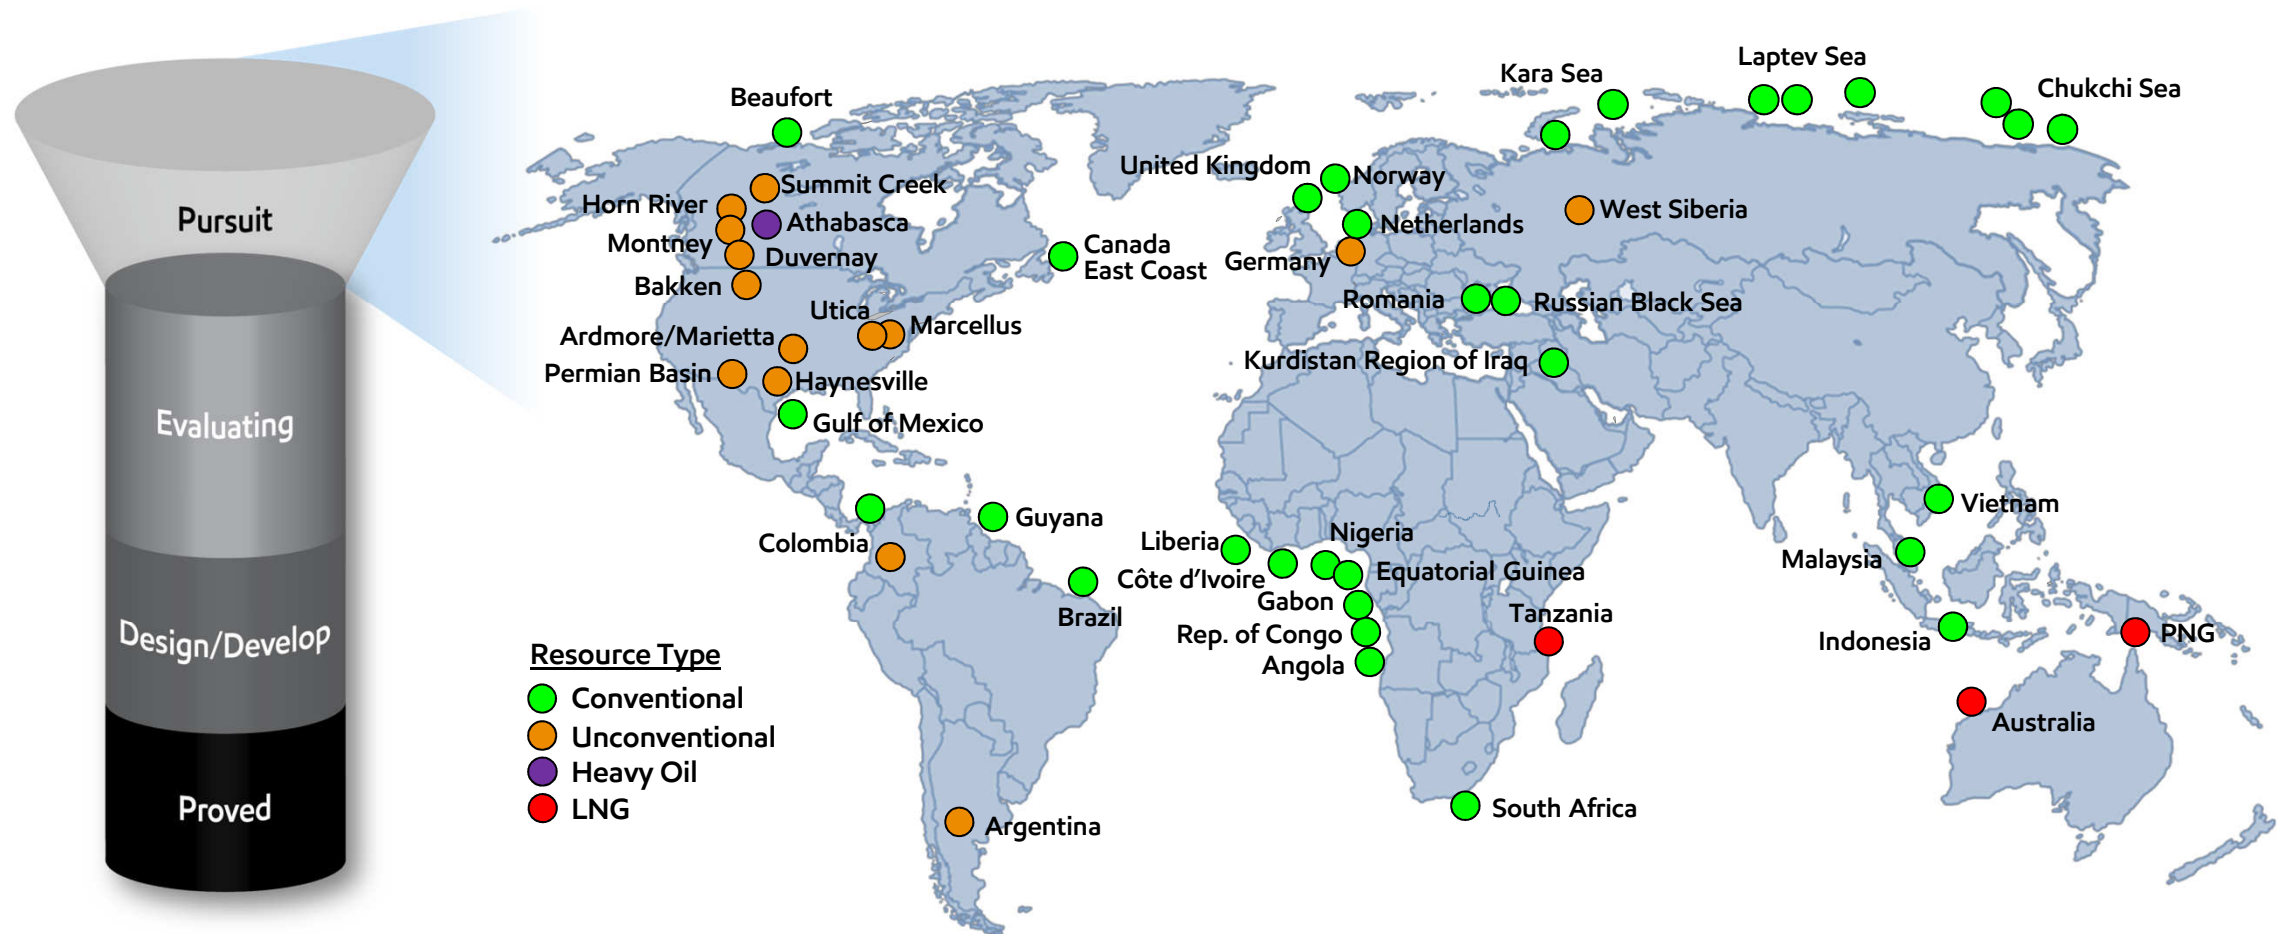 Pursuit
Evaluating
Design/Develop
Proved
Beaufort
Summit Creek
Horn River
Athabasca
Montney
Duvernay
Bakken
Canada
East Coast
Utica
Marcellus
Ardmore/Marietta
Permian Basin
Haynesville
Gulf of Mexico
Colombia
Guyana
Brazil
Argentina
Kara Sea
Laptev Sea
Chukchi Sea
United Kingdom
Norway
Netherlands
Germany
West Siberia
Romania
Russian Black Sea
Kurdistan Region of Iraq
Liberia
Nigeria
Côte d'Ivoire
Equatorial Guinea
Gabon
Rep. of Congo
Angola
Tanzania
South Africa
Vietnam
Malaysia
Indonesia
PNG
Australia
Resource Type
Conventional
Unconventional
Heavy Oil
LNG